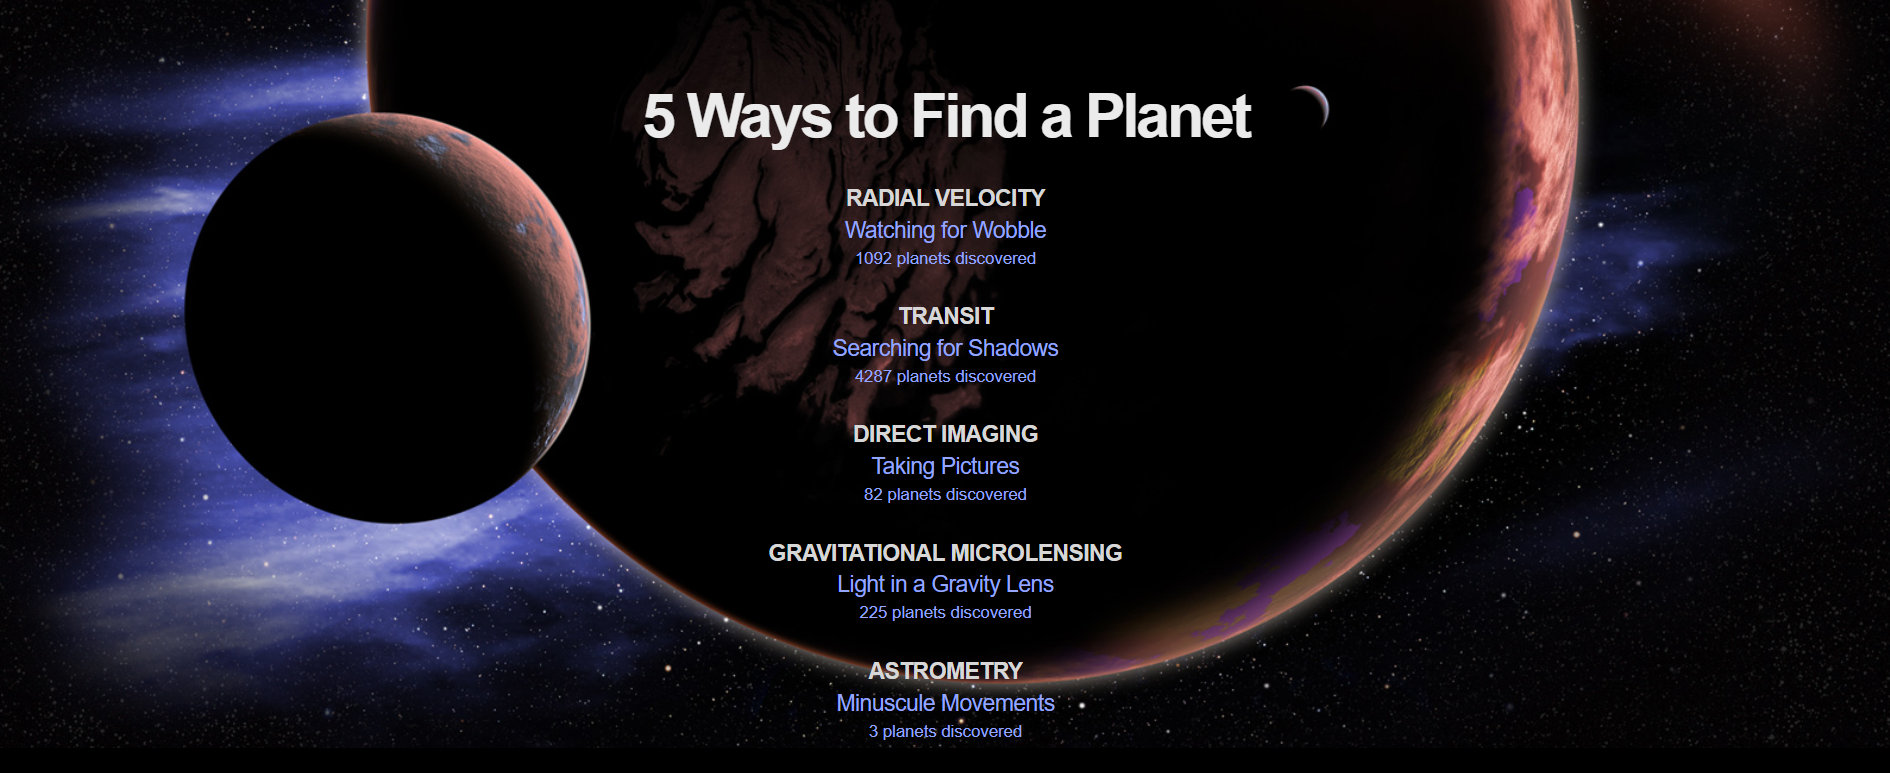 5 Ways to Find a Planet
RADIAL VELOCITY
Watching for Wobble
1092 planets discovered
TRANSIT
Searching for Shadows
4287 planets discovered
DIRECT IMAGING
Taking Pictures
82 planets discovered
GRAVITATIONAL MICROLENSING
Light in a Gravity Lens
225 planets discovered
ASTROMETRY
Minuscule Movements
3 planets discovered